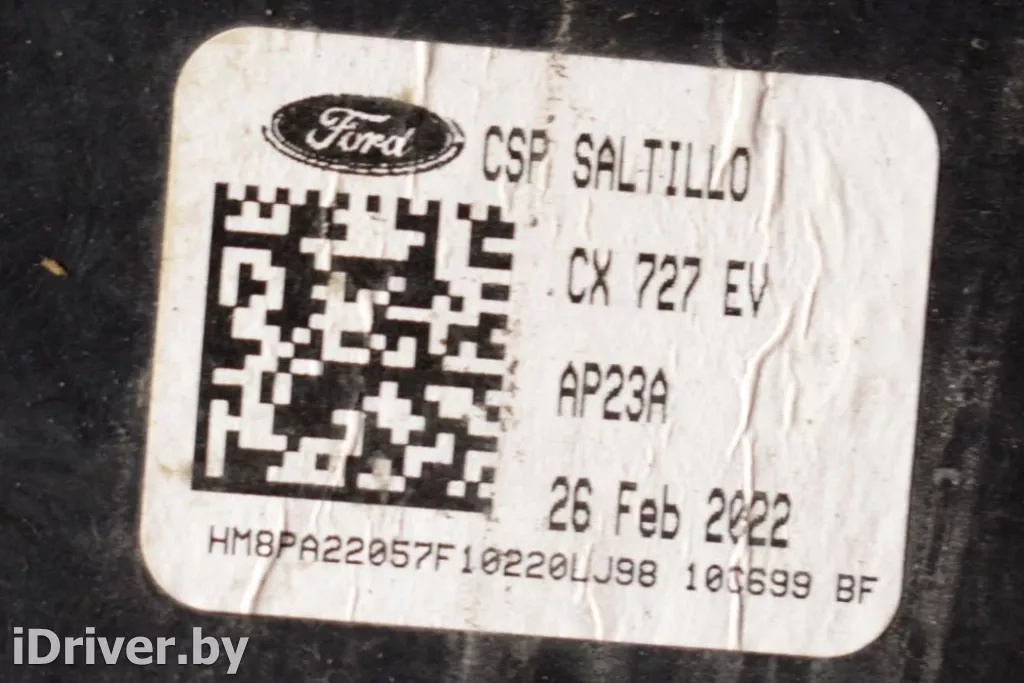 Ford CSP SALTILLO
CX 727 EV
AP23A
26 Feb 2022
HM8PA22057F10220LJ98 10C699 BF
iDriver.by